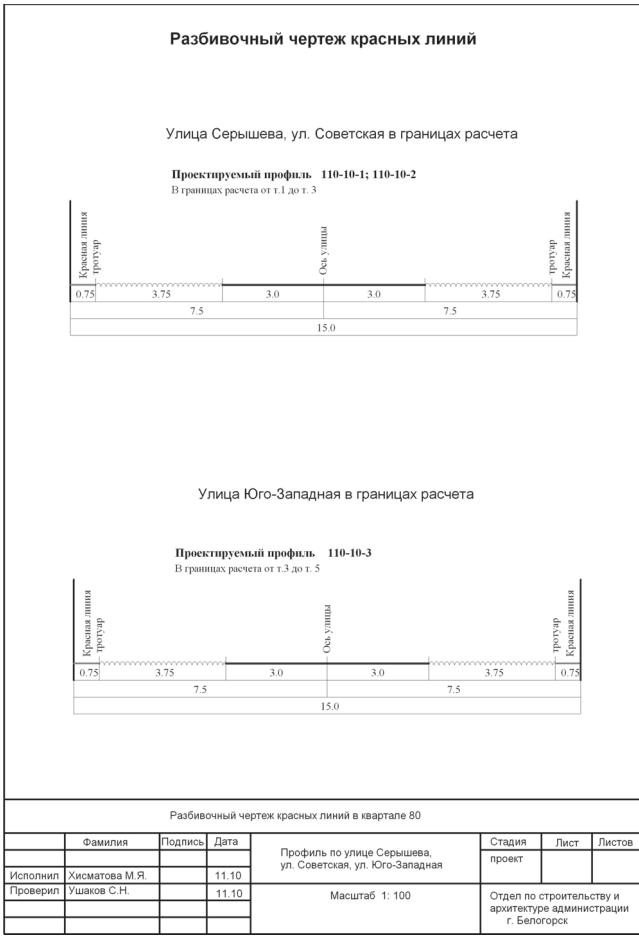 Разбивочный чертеж красных линий
Улица Серышева, ул. Советская в границах расчета
Проектируемый профиль 110-10-1; 110-10-2
В границах расчета от т.1 до т. 3
Красная линия
тротуар
Ось улицы
тротуар
Красная линия
0.75 3.75 3.0 3.0 3.75 0.75
7.5 7.5
15.0
Улица Юго-Западная в границах расчета
Проектируемый профиль 110-10-3
В границах расчета от т.3 до т. 5
Красная линия
тротуар
Ось улицы
тротуар
Красная линия
0.75 3.75 3.0 3.0 3.75 0.75
7.5 7.5
15.0
Разбивочный чертеж красных линий в квартале 80
Фамилия Подпись Дата
Исполнил Хисматова М.Я. 11.10
Проверил Ушаков С.Н. 11.10
Профиль по улице Серышева,
ул. Советская, ул. Юго-Западная
Масштаб 1: 100
Стадия Лист Листов
проект
Отдел по строительству и
архитектуре администрации
г. Белогорск